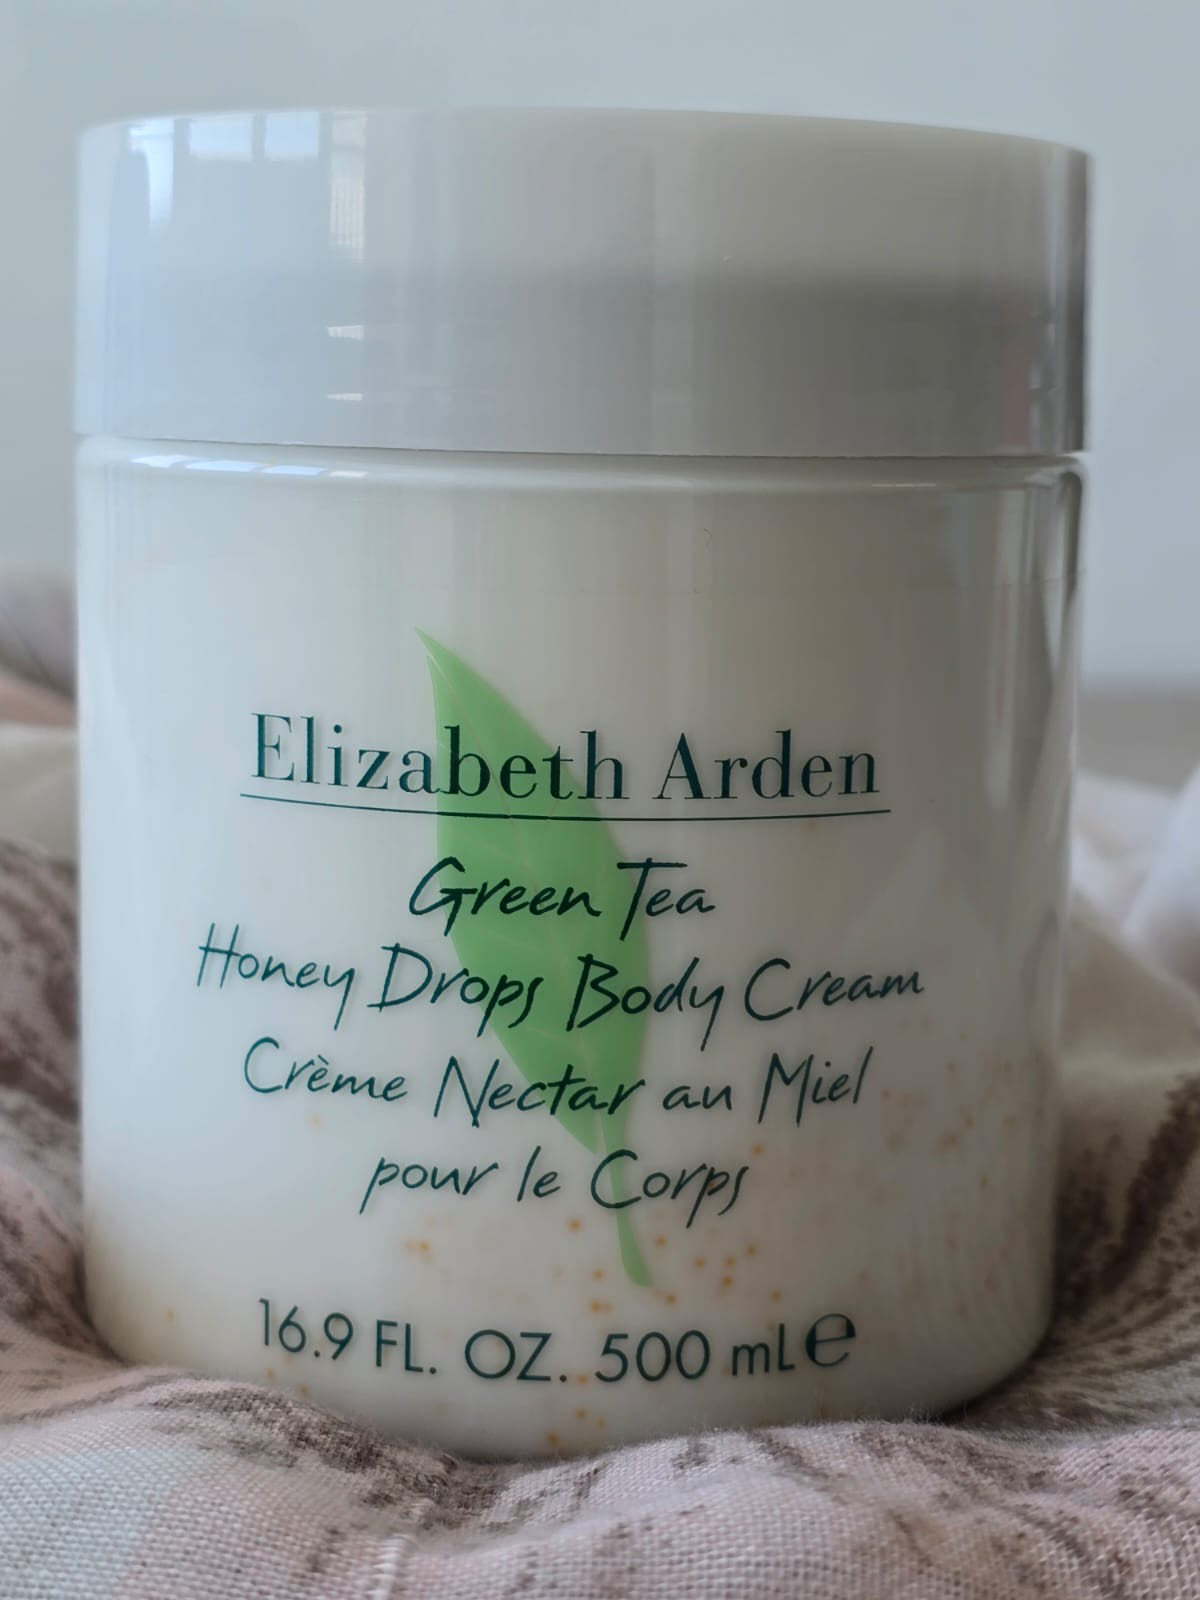 Elizabeth Arden
Green Tea
Honey Drops Body Cream
Crème Nectar au Miel
pour le Corps
16.9 FL. OZ. 500 mL ℮